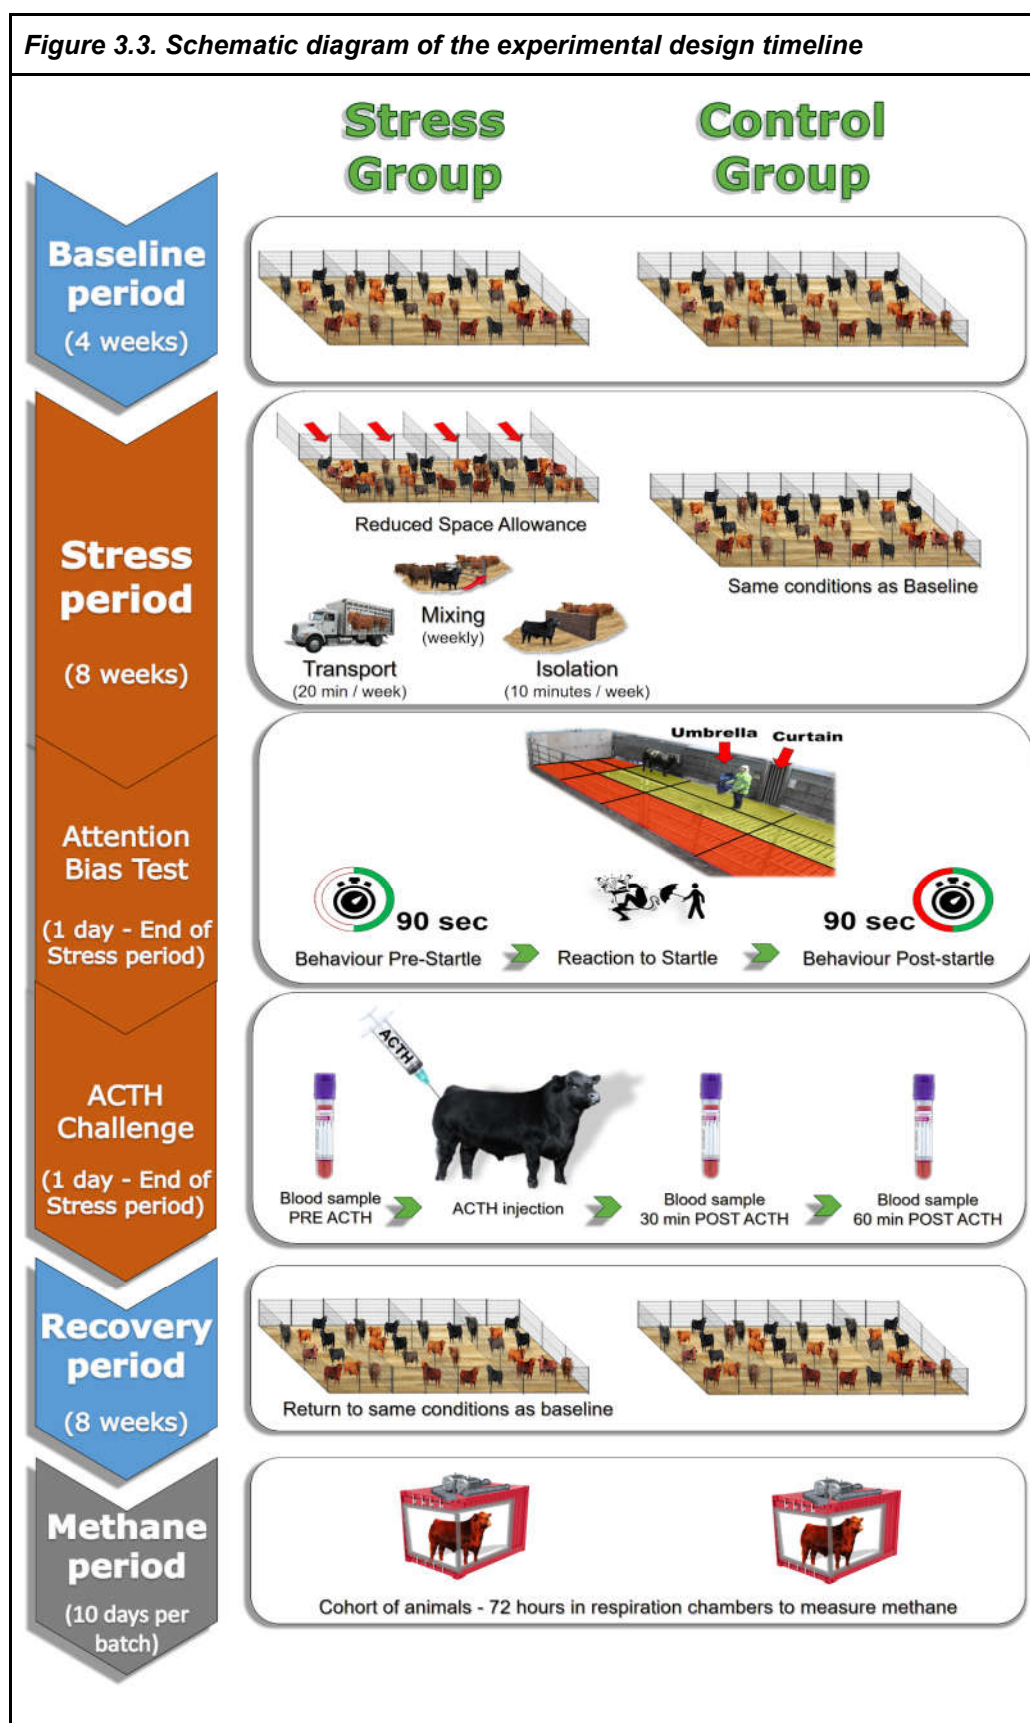 Figure 3.3. Schematic diagram of the experimental design timeline
Stress
Group
Control
Group
Baseline
period
(4 weeks)
Stress
period
(8 weeks)
Reduced Space Allowance
Mixing
(weekly)
Transport
(20 min / week)
Isolation
(10 minutes / week)
Same conditions as Baseline
Attention
Bias Test
(1 day - End of
Stress period)
Umbrella
Curtain
90 sec
90 sec
Behaviour Pre-Startle
Reaction to Startle
Behaviour Post-startle
ACTH
Challenge
(1 day - End of
Stress period)
ACTH
Blood sample
PRE ACTH
ACTH injection
Blood sample
30 min POST ACTH
Blood sample
60 min POST ACTH
Recovery
period
(8 weeks)
Return to same conditions as baseline
Methane
period
(10 days per
batch)
Cohort of animals - 72 hours in respiration chambers to measure methane